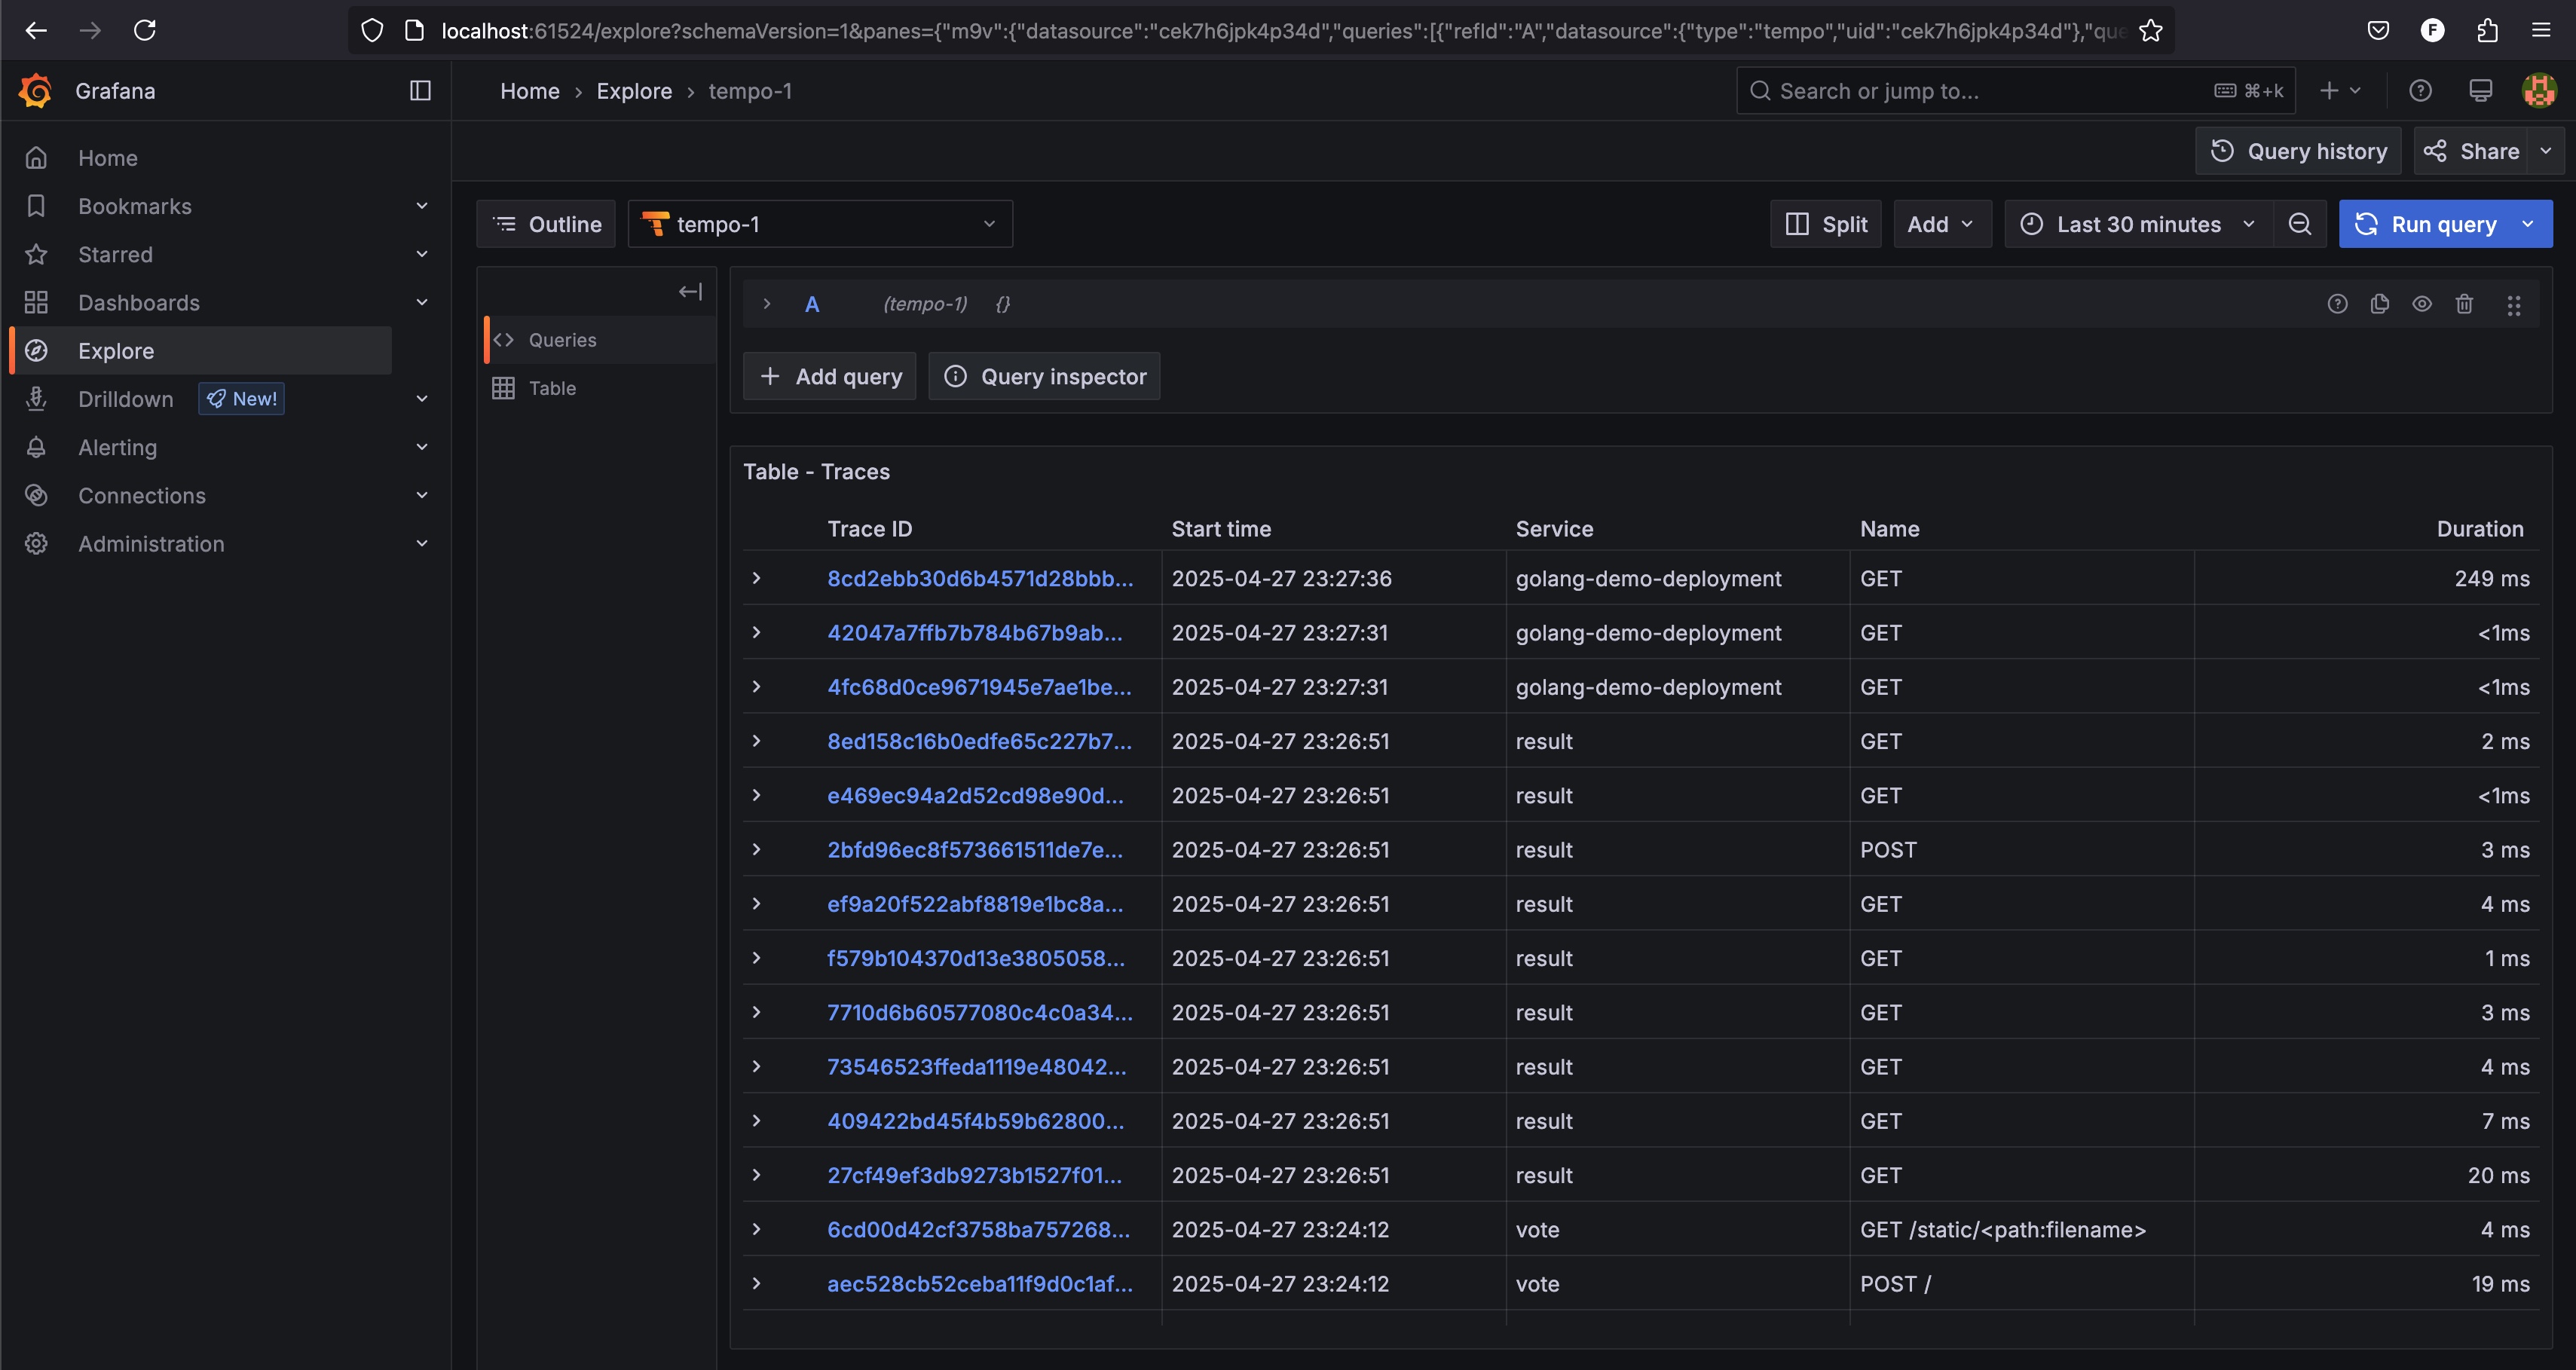 localhost:61524/explore?schemaVersion=1&panes={"m9v":{"datasource":"cek7h6jpk4p34d","queries":[{"refId":"A","datasource":{"type":"tempo","uid":"cek7h6jpk4p34d"},"que
F
Grafana
Home › Explore › tempo-1
Search or jump to... ⌘+k
Query history
Share
Home
Bookmarks
Starred
Dashboards
Explore
Drilldown New!
Alerting
Connections
Administration
Outline
tempo-1
Split
Add
Last 30 minutes
Run query
Queries
Table
A (tempo-1) {}
+ Add query
Query inspector
Table - Traces
Trace ID Start time Service Name Duration
8cd2ebb30d6b4571d28bbb... 2025-04-27 23:27:36 golang-demo-deployment GET 249 ms
42047a7ffb7b784b67b9ab... 2025-04-27 23:27:31 golang-demo-deployment GET <1ms
4fc68d0ce9671945e7ae1be... 2025-04-27 23:27:31 golang-demo-deployment GET <1ms
8ed158c16b0edfe65c227b7... 2025-04-27 23:26:51 result GET 2 ms
e469ec94a2d52cd98e90d... 2025-04-27 23:26:51 result GET <1ms
2bfd96ec8f573661511de7e... 2025-04-27 23:26:51 result POST 3 ms
ef9a20f522abf8819e1bc8a... 2025-04-27 23:26:51 result GET 4 ms
f579b104370d13e3805058... 2025-04-27 23:26:51 result GET 1 ms
7710d6b60577080c4c0a34... 2025-04-27 23:26:51 result GET 3 ms
73546523ffeda1119e48042... 2025-04-27 23:26:51 result GET 4 ms
409422bd45f4b59b62800... 2025-04-27 23:26:51 result GET 7 ms
27cf49ef3db9273b1527f01... 2025-04-27 23:26:51 result GET 20 ms
6cd00d42cf3758ba757268... 2025-04-27 23:24:12 vote GET /static/<path:filename> 4 ms
aec528cb52ceba11f9d0c1af... 2025-04-27 23:24:12 vote POST / 19 ms